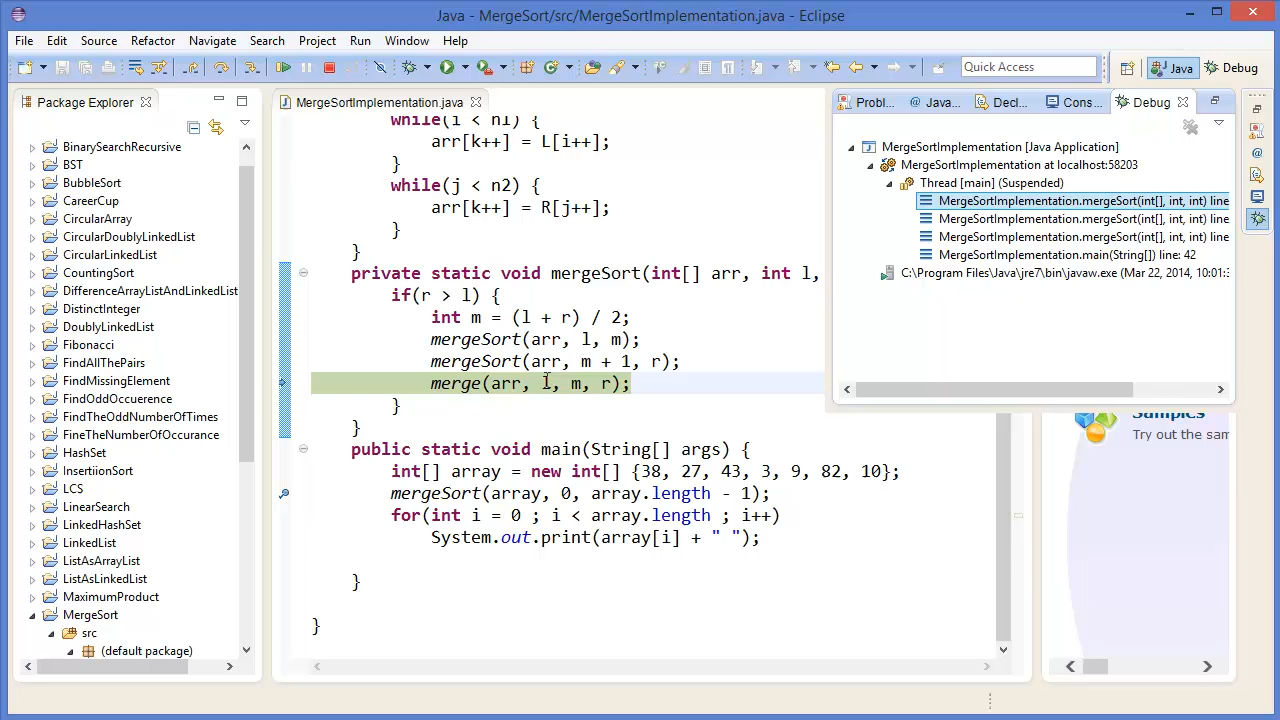 Java - MergeSort/src/MergeSortImplementation.java - Eclipse
File Edit Source Refactor Navigate Search Project Run Window Help
Quick Access
Java
Debug
Package Explorer
BinarySearchRecursive
BST
BubbleSort
CareerCup
CircularArray
CircularDoublyLinkedList
CircularLinkedList
CountingSort
DifferenceArrayListAndLinkedList
DistinctInteger
DoublyLinkedList
Fibonacci
FindAllThePairs
FindMissingElement
FindOddOccuerence
FindTheOddNumberOfTimes
FineTheNumberOfOccurance
HashSet
InsertionSort
LCS
LinearSearch
LinkedHashSet
LinkedList
ListAsArrayList
ListAsLinkedList
MaximumProduct
MergeSort
src
(default package)
MergeSortImplementation.java
while(i < n1) {
arr[k++] = L[i++];
}
while(j < n2) {
arr[k++] = R[j++];
}
}
private static void mergeSort(int[] arr, int l,
if(r > l) {
int m = (l + r) / 2;
mergeSort(arr, l, m);
mergeSort(arr, m + 1, r);
merge(arr, l, m, r);
}
}
public static void main(String[] args) {
int[] array = new int[] {38, 27, 43, 3, 9, 82, 10};
mergeSort(array, 0, array.length - 1);
for(int i = 0 ; i < array.length ; i++)
System.out.print(array[i] + " ");
}
}
Probl...
Java...
Decl...
Cons...
Debug
MergeSortImplementation [Java Application]
MergeSortImplementation at localhost:58203
Thread [main] (Suspended)
MergeSortImplementation.mergeSort(int[], int, int) line
MergeSortImplementation.mergeSort(int[], int, int) line
MergeSortImplementation.mergeSort(int[], int, int) line
MergeSortImplementation.main(String[]) line: 42
C:\Program Files\Java\jre7\bin\javaw.exe (Mar 22, 2014, 10:01:3
Samples
Try out the sam